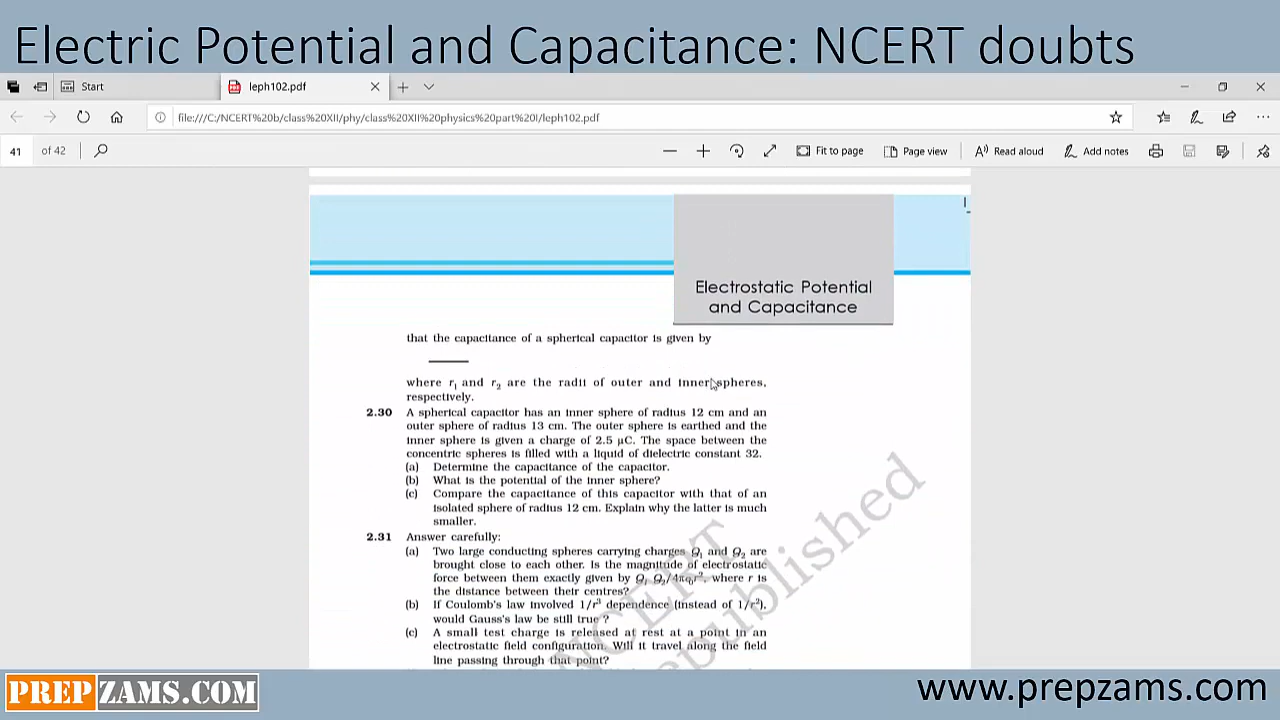 Electric Potential and Capacitance: NCERT doubts
Start
leph102.pdf
file:///C:/NCERT%20b/class%20XII/phy/class%20XII%20physics%20part%20I/leph102.pdf
41 of 42
Fit to page
Page view
Read aloud
Add notes
Electrostatic Potential
and Capacitance
that the capacitance of a spherical capacitor is given by
where r₁ and r₂ are the radii of outer and inner spheres,
respectively.
2.30 A spherical capacitor has an inner sphere of radius 12 cm and an
outer sphere of radius 13 cm. The outer sphere is earthed and the
inner sphere is given a charge of 2.5 µC. The space between the
concentric spheres is filled with a liquid of dielectric constant 32.
(a) Determine the capacitance of the capacitor.
(b) What is the potential of the inner sphere?
(c) Compare the capacitance of this capacitor with that of an
isolated sphere of radius 12 cm. Explain why the latter is much
smaller.
2.31 Answer carefully:
(a) Two large conducting spheres carrying charges Q₁ and Q₂ are
brought close to each other. Is the magnitude of electrostatic
force between them exactly given by Q₁ Q₂/4πε₀r², where r is
the distance between their centres?
(b) If Coulomb's law involved 1/r³ dependence (instead of 1/r²),
would Gauss's law be still true ?
(c) A small test charge is released at rest at a point in an
electrostatic field configuration. Will it travel along the field
line passing through that point?
NCERT
republished
PREPZAMS.COM
www.prepzams.com